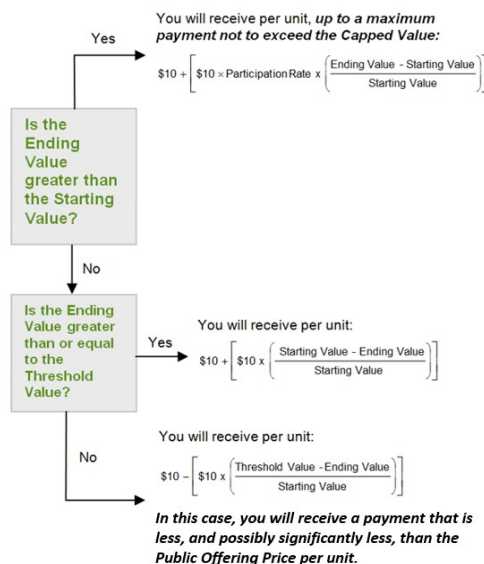 You will receive per unit, up to a maximum
payment not to exceed the Capped Value:
Yes
$10 + [ $10 × Participation Rate x ( Ending Value - Starting Value / Starting Value ) ]
Is the
Ending
Value
greater than
the Starting
Value?
No
Is the Ending
Value greater
than or equal
to the
Threshold
Value?
Yes
You will receive per unit:
$10 + [ $10 x ( Starting Value - Ending Value / Starting Value ) ]
You will receive per unit:
No
$10 – [ $10 x ( Threshold Value - Ending Value / Starting Value ) ]
In this case, you will receive a payment that is
less, and possibly significantly less, than the
Public Offering Price per unit.